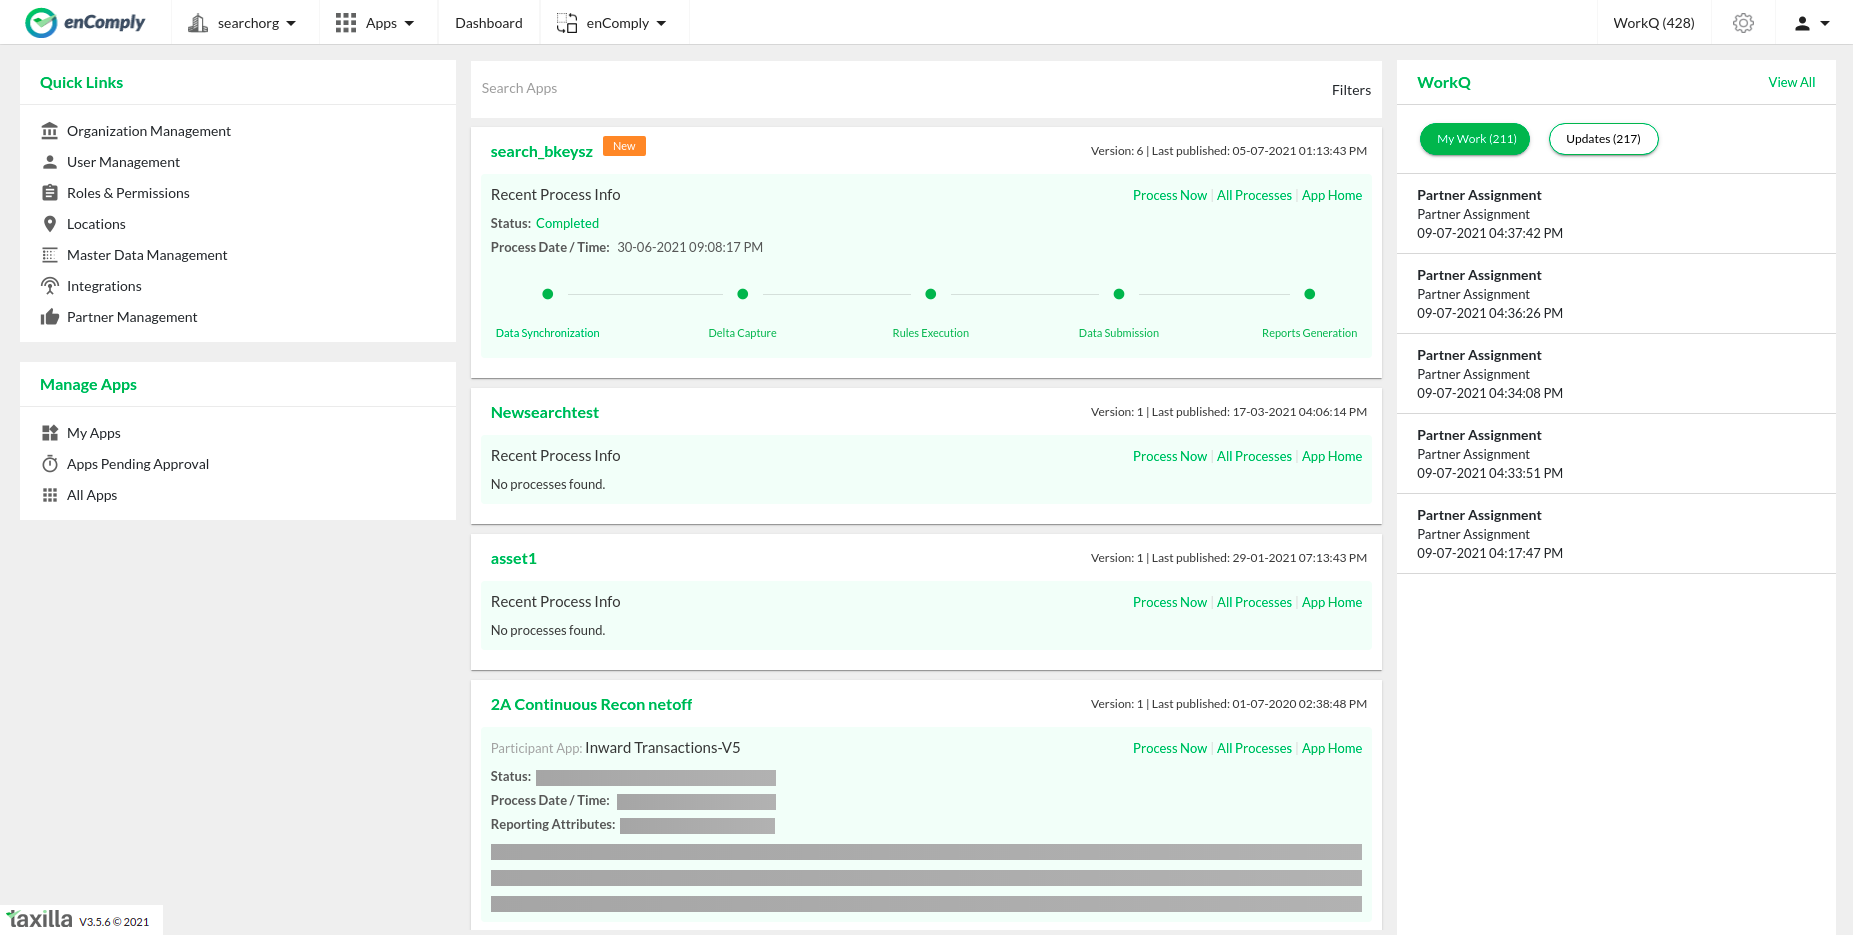 enComply
searchorg
Apps
Dashboard
enComply
WorkQ (428)
Quick Links
Organization Management
User Management
Roles & Permissions
Locations
Master Data Management
Integrations
Partner Management
Manage Apps
My Apps
Apps Pending Approval
All Apps
Search Apps
Filters
search_bkeysz New
Version: 6 | Last published: 05-07-2021 01:13:43 PM
Recent Process Info
Process Now | All Processes | App Home
Status: Completed
Process Date / Time: 30-06-2021 09:08:17 PM
Data Synchronization
Delta Capture
Rules Execution
Data Submission
Reports Generation
Newsearchtest
Version: 1 | Last published: 17-03-2021 04:06:14 PM
Recent Process Info
Process Now | All Processes | App Home
No processes found.
asset1
Version: 1 | Last published: 29-01-2021 07:13:43 PM
Recent Process Info
Process Now | All Processes | App Home
No processes found.
2A Continuous Recon netoff
Version: 1 | Last published: 01-07-2020 02:38:48 PM
Participant App: Inward Transactions-V5
Process Now | All Processes | App Home
Status:
Process Date / Time:
Reporting Attributes:
WorkQ
View All
My Work (211)
Updates (217)
Partner Assignment
Partner Assignment
09-07-2021 04:37:42 PM
Partner Assignment
Partner Assignment
09-07-2021 04:36:26 PM
Partner Assignment
Partner Assignment
09-07-2021 04:34:08 PM
Partner Assignment
Partner Assignment
09-07-2021 04:33:51 PM
Partner Assignment
Partner Assignment
09-07-2021 04:17:47 PM
taxilla V3.5.6 © 2021